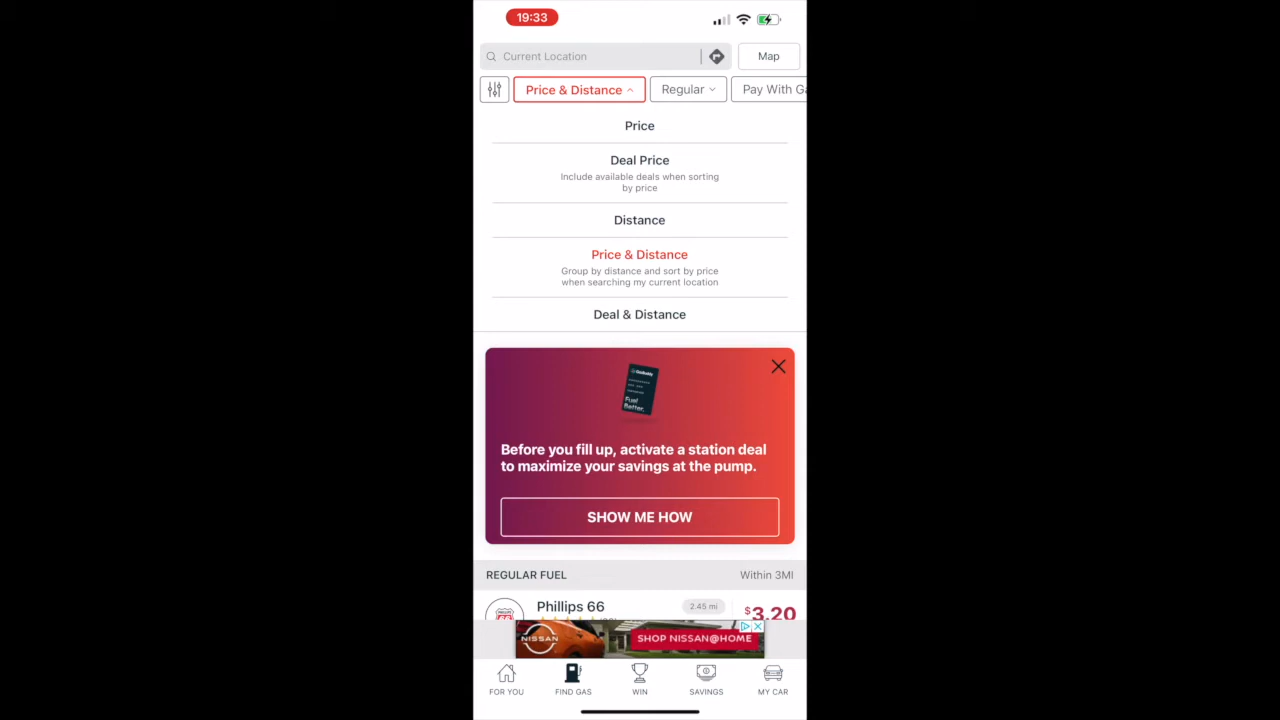 19:33
Current Location
Map
Price & Distance
Regular
Pay With Ga
Price
Deal Price
Include available deals when sorting
by price
Distance
Price & Distance
Group by distance and sort by price
when searching my current location
Deal & Distance
GasBuddy
Fuel
Better.
Before you fill up, activate a station deal
to maximize your savings at the pump.
SHOW ME HOW
REGULAR FUEL
Within 3MI
Phillips 66
2.45 mi
$3.20
NISSAN
SHOP NISSAN@HOME
FOR YOU
FIND GAS
WIN
SAVINGS
MY CAR